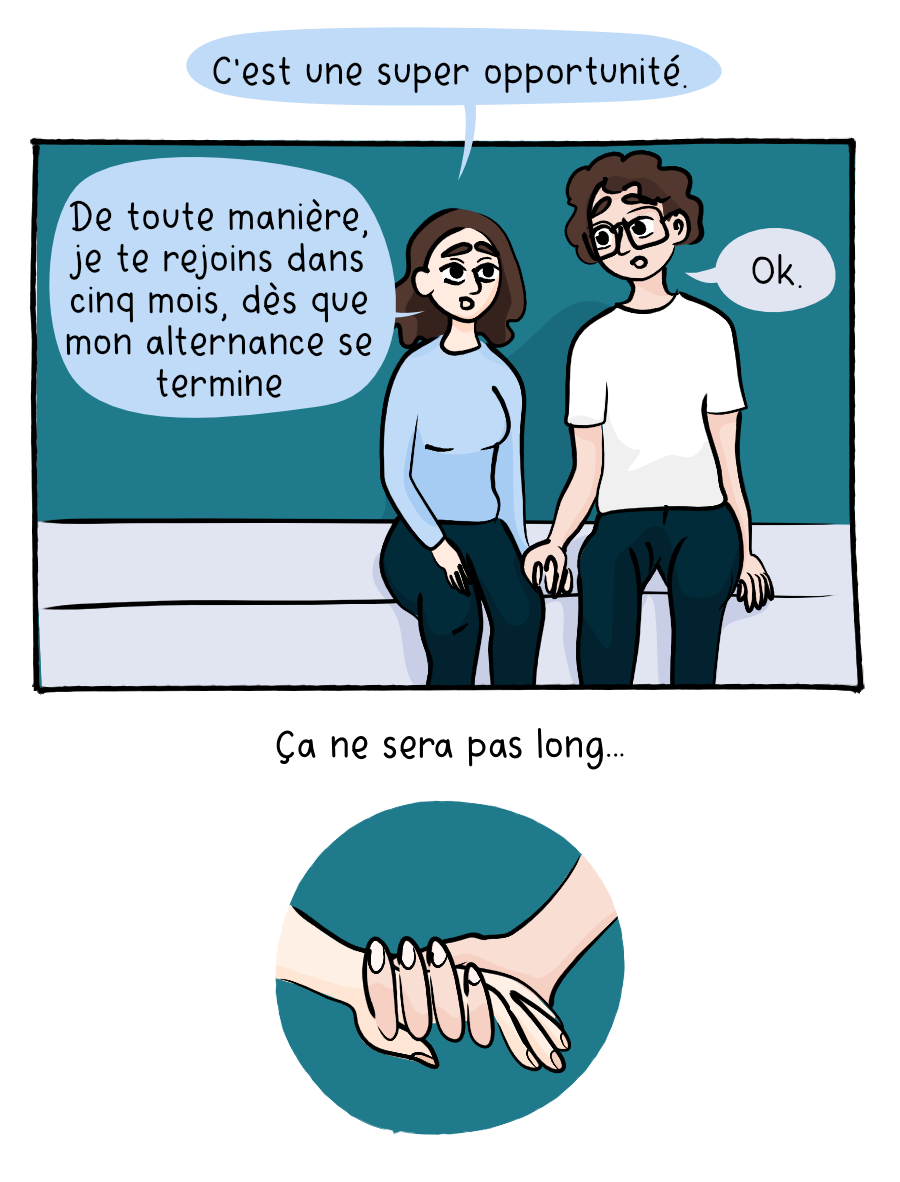 C'est une super opportunité.
De toute manière,
je te rejoins dans
cinq mois, dès que
mon alternance se
termine
Ok.
Ça ne sera pas long...